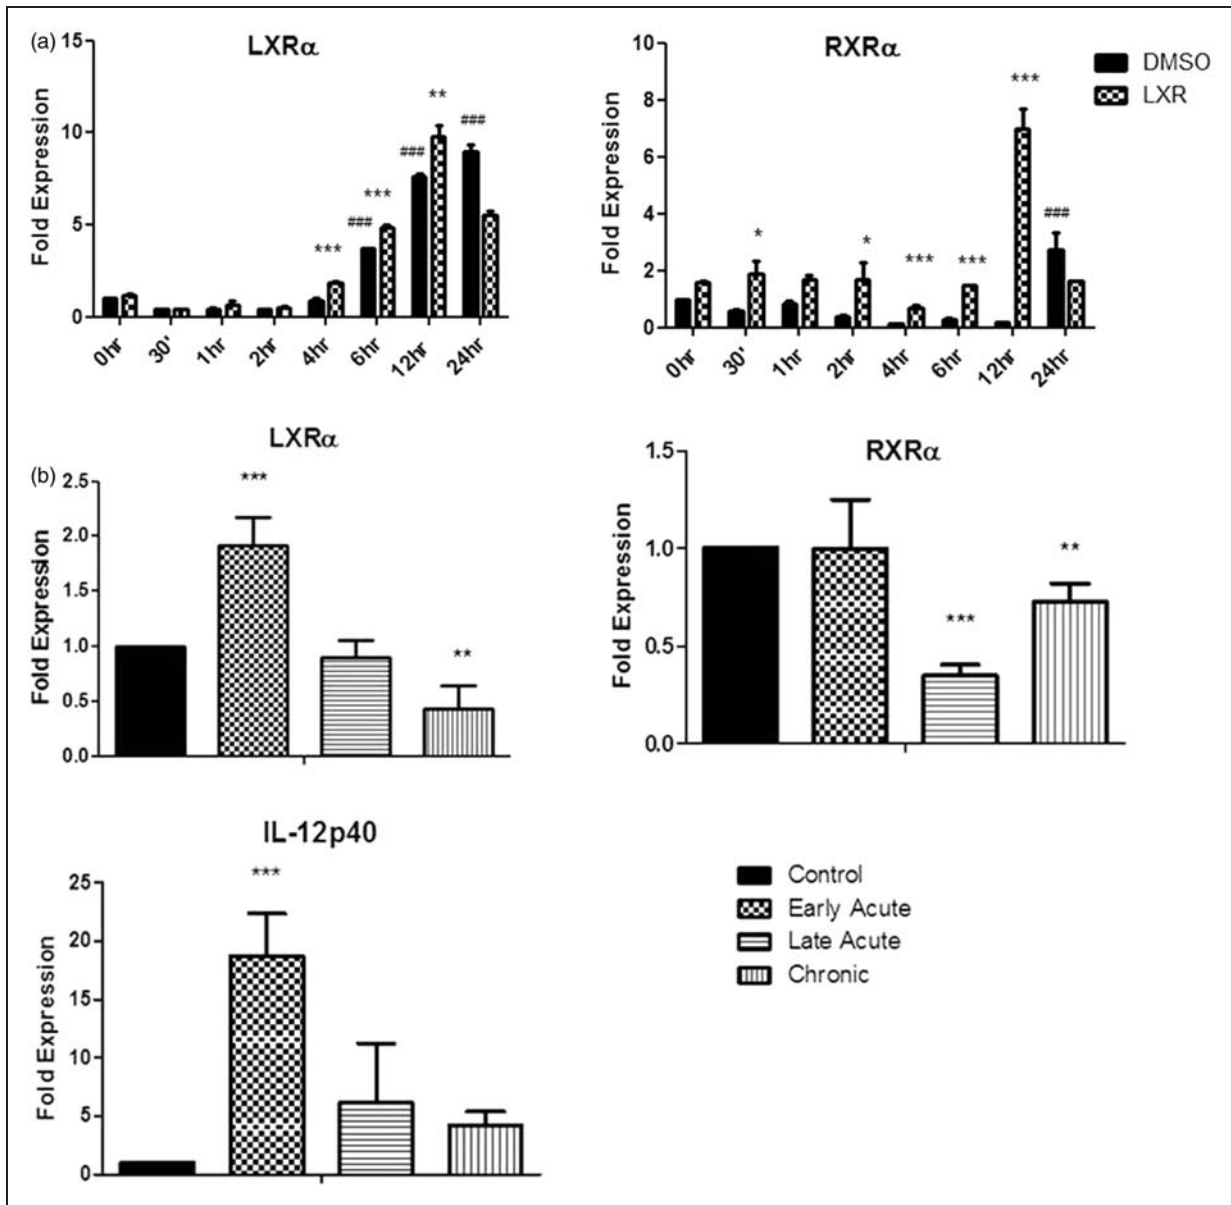 (a)
LXRα
Fold Expression
15
10
5
0
**
###
###
***
###
***
0hr 30' 1hr 2hr 4hr 6hr 12hr 24hr
RXRα
Fold Expression
10
8
6
4
2
0
***
###
*
*
***
***
0hr 30' 1hr 2hr 4hr 6hr 12hr 24hr
DMSO
LXR
(b)
LXRα
Fold Expression
2.5
2.0
1.5
1.0
0.5
0.0
***
**
RXRα
Fold Expression
1.5
1.0
0.5
0.0
**
***
IL-12p40
Fold Expression
25
20
15
10
5
0
***
Control
Early Acute
Late Acute
Chronic